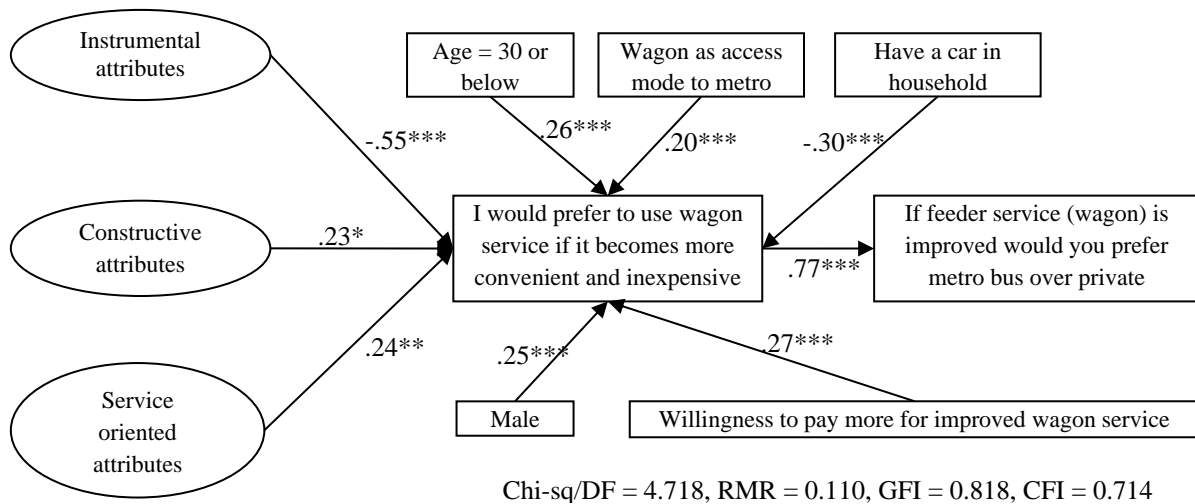 Instrumental
attributes
Age = 30 or
below
Wagon as access
mode to metro
Have a car in
household
-.55***
.26***
.20***
-.30***
Constructive
attributes
.23*
I would prefer to use wagon
service if it becomes more
convenient and inexpensive
.77***
If feeder service (wagon) is
improved would you prefer
metro bus over private
.24**
.25***
.27***
Service
oriented
attributes
Male
Willingness to pay more for improved wagon service
Chi-sq/DF = 4.718, RMR = 0.110, GFI = 0.818, CFI = 0.714